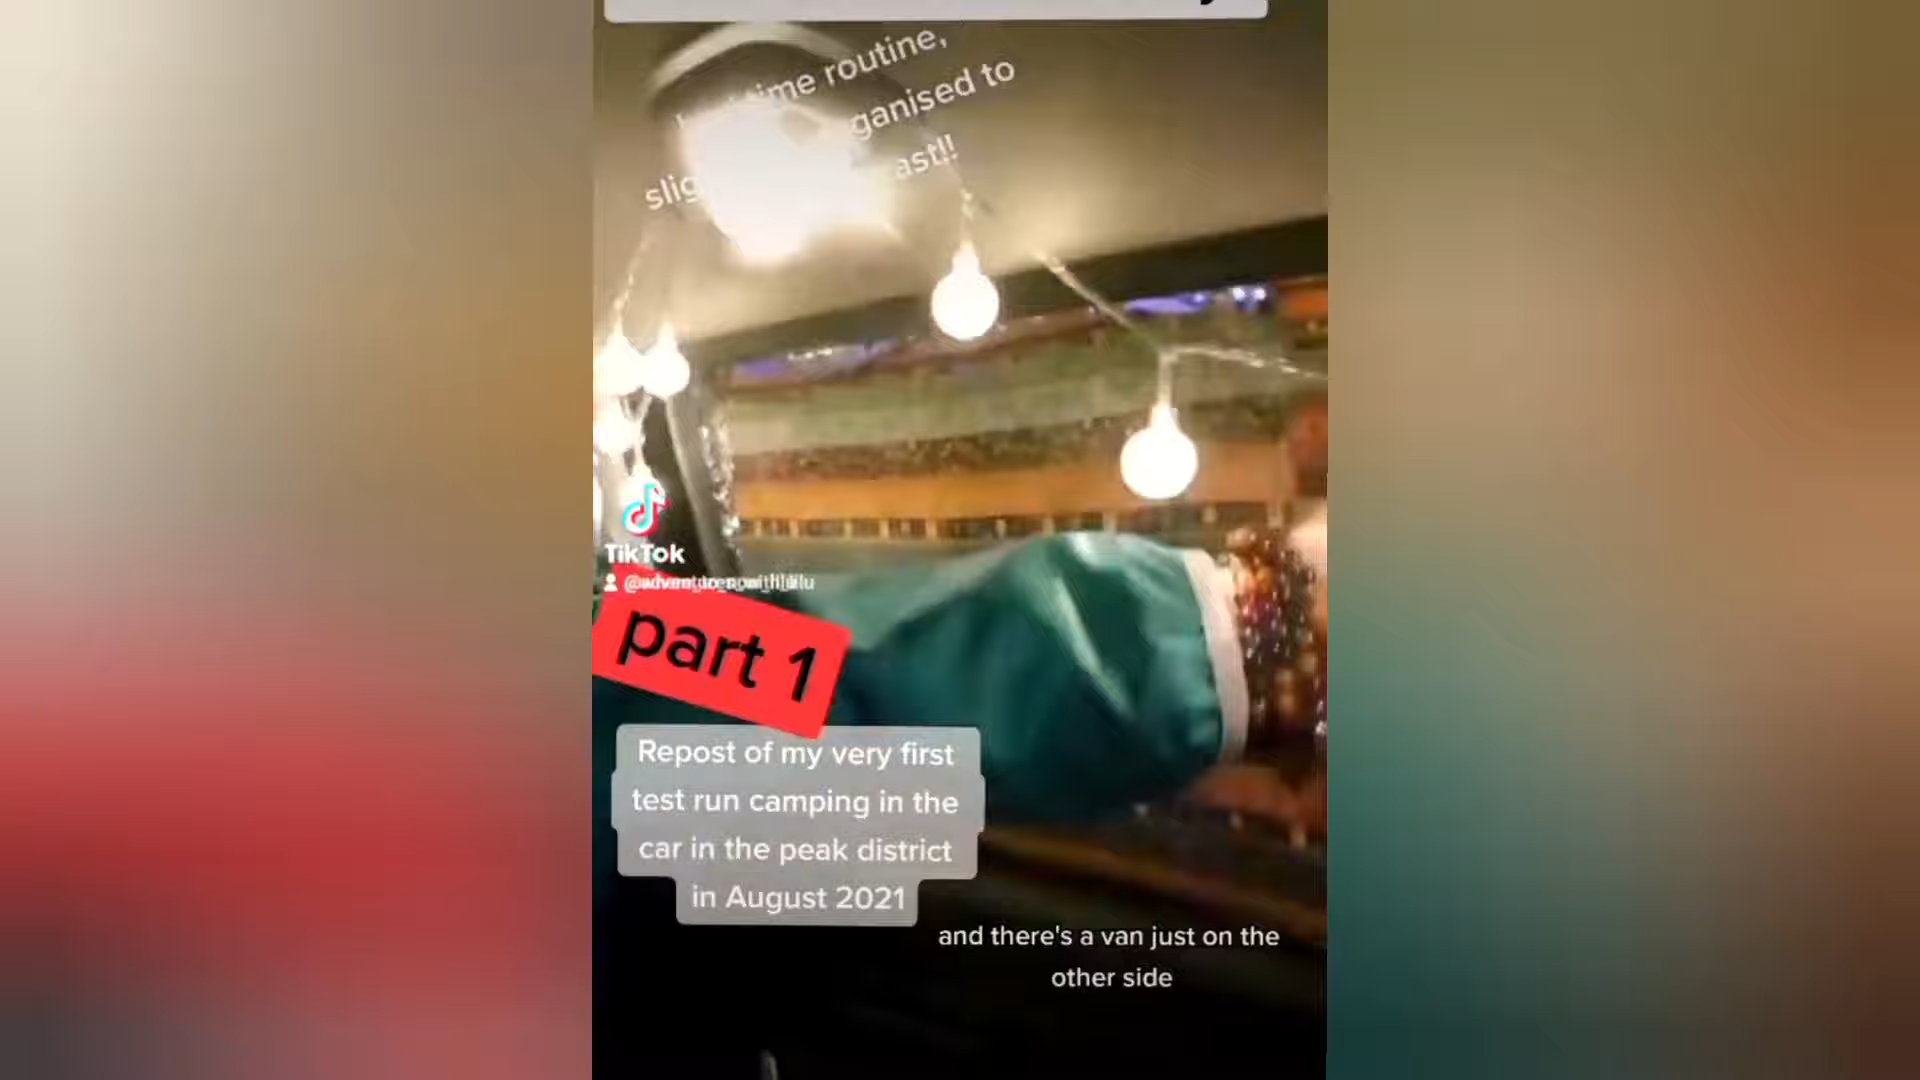 time routine,
ganised to
slig
ast!!
TikTok
part 1
Repost of my very first
test run camping in the
car in the peak district
in August 2021
and there's a van just on the
other side